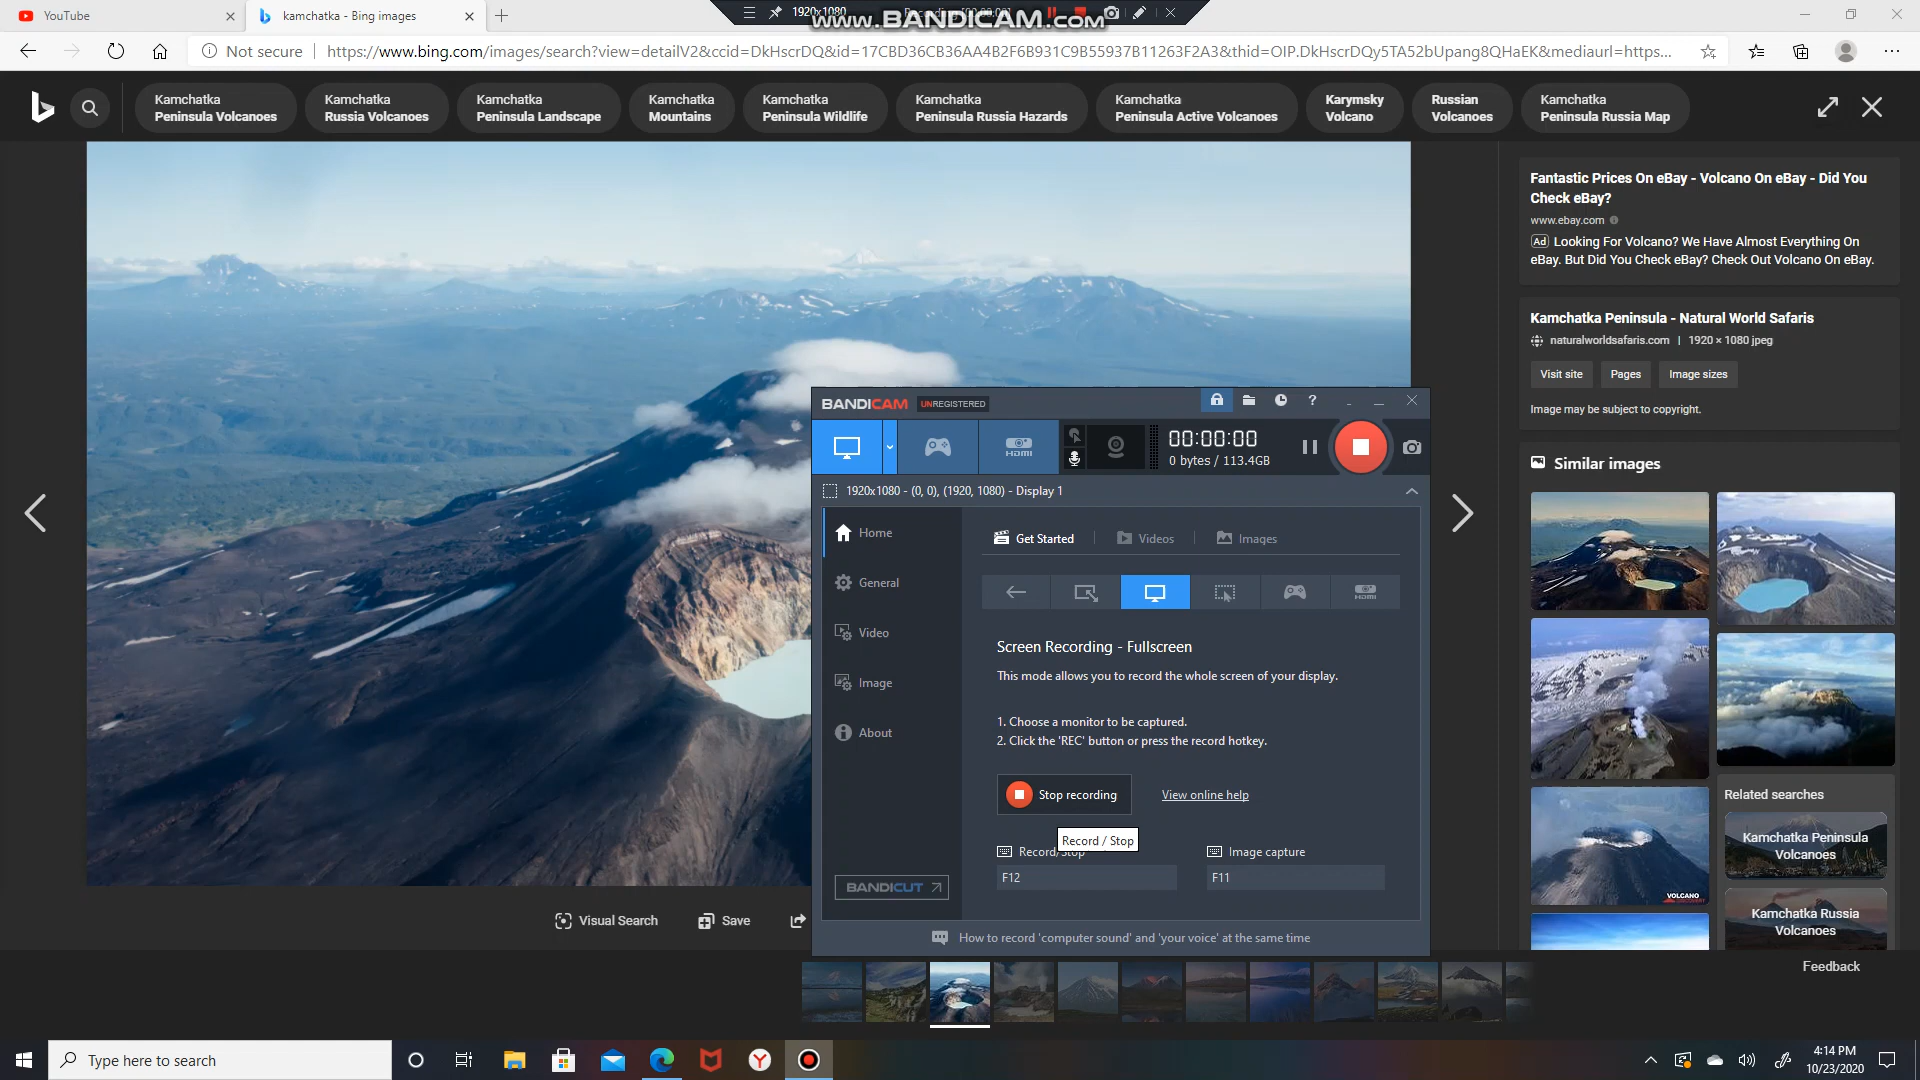 YouTube
kamchatka - Bing images
1920x1080
www.BANDICAM.com
Not secure
https://www.bing.com/images/search?view=detailV2&ccid=DkHscrDQ&id=17CBD36CB36AA4B2F6B931C9B55937B11263F2A3&thid=OIP.DkHscrDQy5TA52bUpang8QHaEK&mediaurl=https...
Kamchatka
Peninsula Volcanoes
Kamchatka
Russia Volcanoes
Kamchatka
Peninsula Landscape
Kamchatka
Mountains
Kamchatka
Peninsula Wildlife
Kamchatka
Peninsula Russia Hazards
Kamchatka
Peninsula Active Volcanoes
Karymsky
Volcano
Russian
Volcanoes
Kamchatka
Peninsula Russia Map
Fantastic Prices On eBay - Volcano On eBay - Did You
Check eBay?
www.ebay.com
Ad Looking For Volcano? We Have Almost Everything On
eBay. But Did You Check eBay? Check Out Volcano On eBay.
Kamchatka Peninsula - Natural World Safaris
naturalworldsafaris.com | 1920 × 1080 jpeg
Visit site
Pages
Image sizes
Image may be subject to copyright.
Similar images
VOLCANO
Related searches
Kamchatka Peninsula
Volcanoes
Kamchatka Russia
Volcanoes
Feedback
BANDICAM UNREGISTERED
HDMI
00:00:00
0 bytes / 113.4GB
1920x1080 - (0, 0), (1920, 1080) - Display 1
Home
General
Video
Image
About
BANDICUT
Get Started
Videos
Images
HDMI
Screen Recording - Fullscreen
This mode allows you to record the whole screen of your display.
1. Choose a monitor to be captured.
2. Click the 'REC' button or press the record hotkey.
Stop recording
View online help
Record / Stop
Record/Stop
F12
Image capture
F11
How to record 'computer sound' and 'your voice' at the same time
Visual Search
Save
Type here to search
4:14 PM
10/23/2020